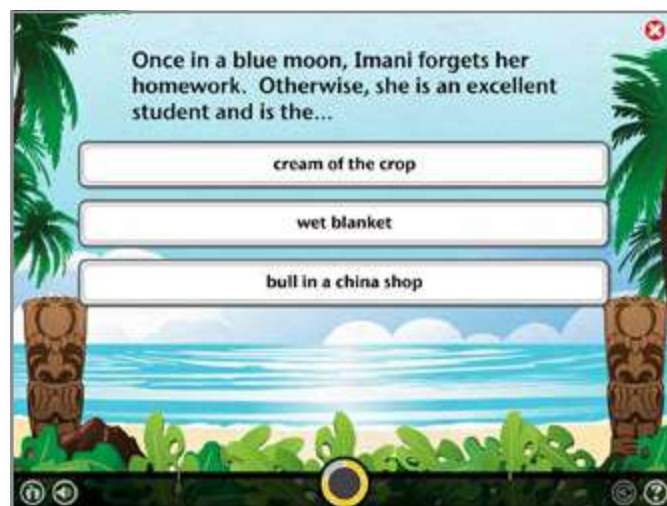 Once in a blue moon, Imani forgets her
homework.  Otherwise, she is an excellent
student and is the...
cream of the crop
wet blanket
bull in a china shop
?